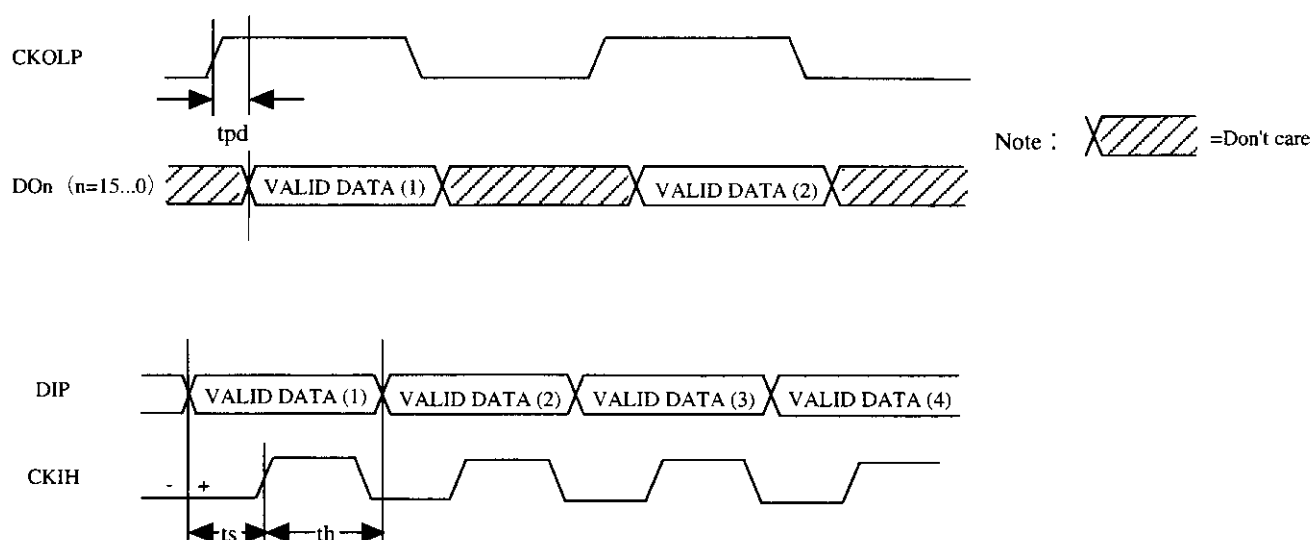 CKOLP
tpd
Note : =Don't care
DOn (n=15...0) VALID DATA (1) VALID DATA (2)
DIP VALID DATA (1) VALID DATA (2) VALID DATA (3) VALID DATA (4)
CKIH - +
ts th